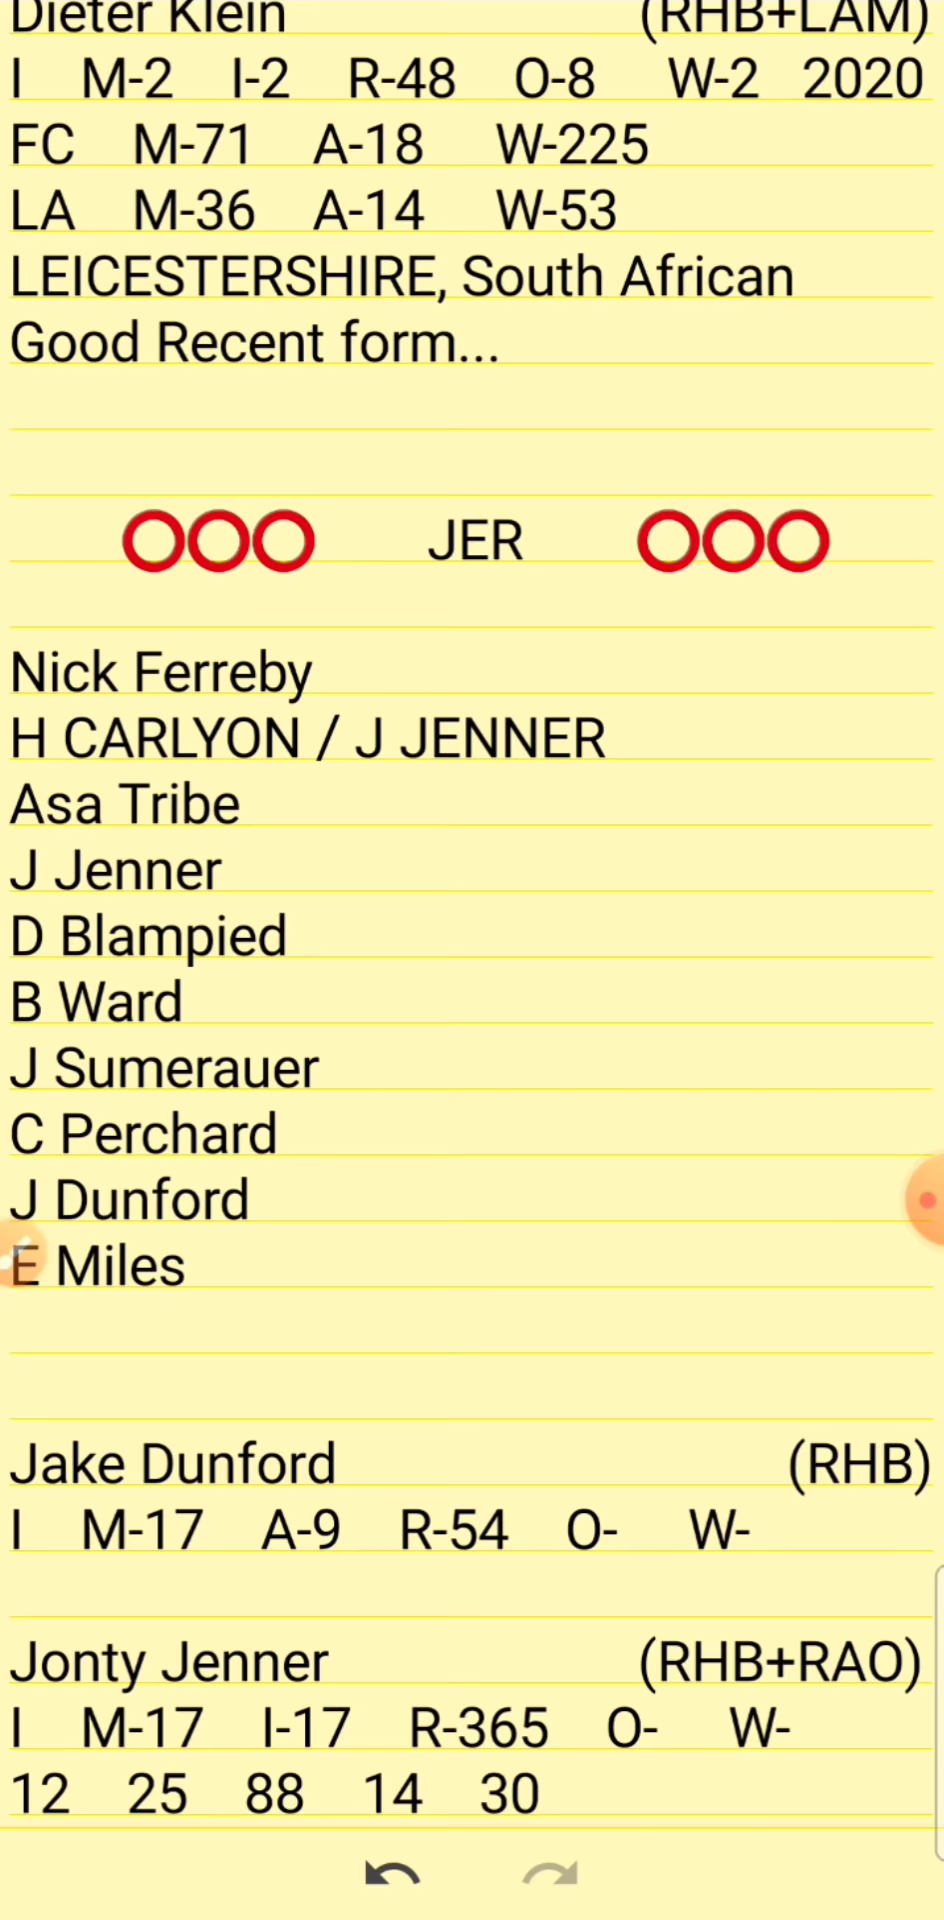 Dieter Klein (RHB+LAM)
I M-2 I-2 R-48 O-8 W-2 2020
FC M-71 A-18 W-225
LA M-36 A-14 W-53
LEICESTERSHIRE, South African
Good Recent form...
⭕⭕⭕ JER ⭕⭕⭕
Nick Ferreby
H CARLYON / J JENNER
Asa Tribe
J Jenner
D Blampied
B Ward
J Sumerauer
C Perchard
J Dunford
E Miles
Jake Dunford (RHB)
I M-17 A-9 R-54 O- W-
Jonty Jenner (RHB+RAO)
I M-17 I-17 R-365 O- W-
12 25 88 14 30